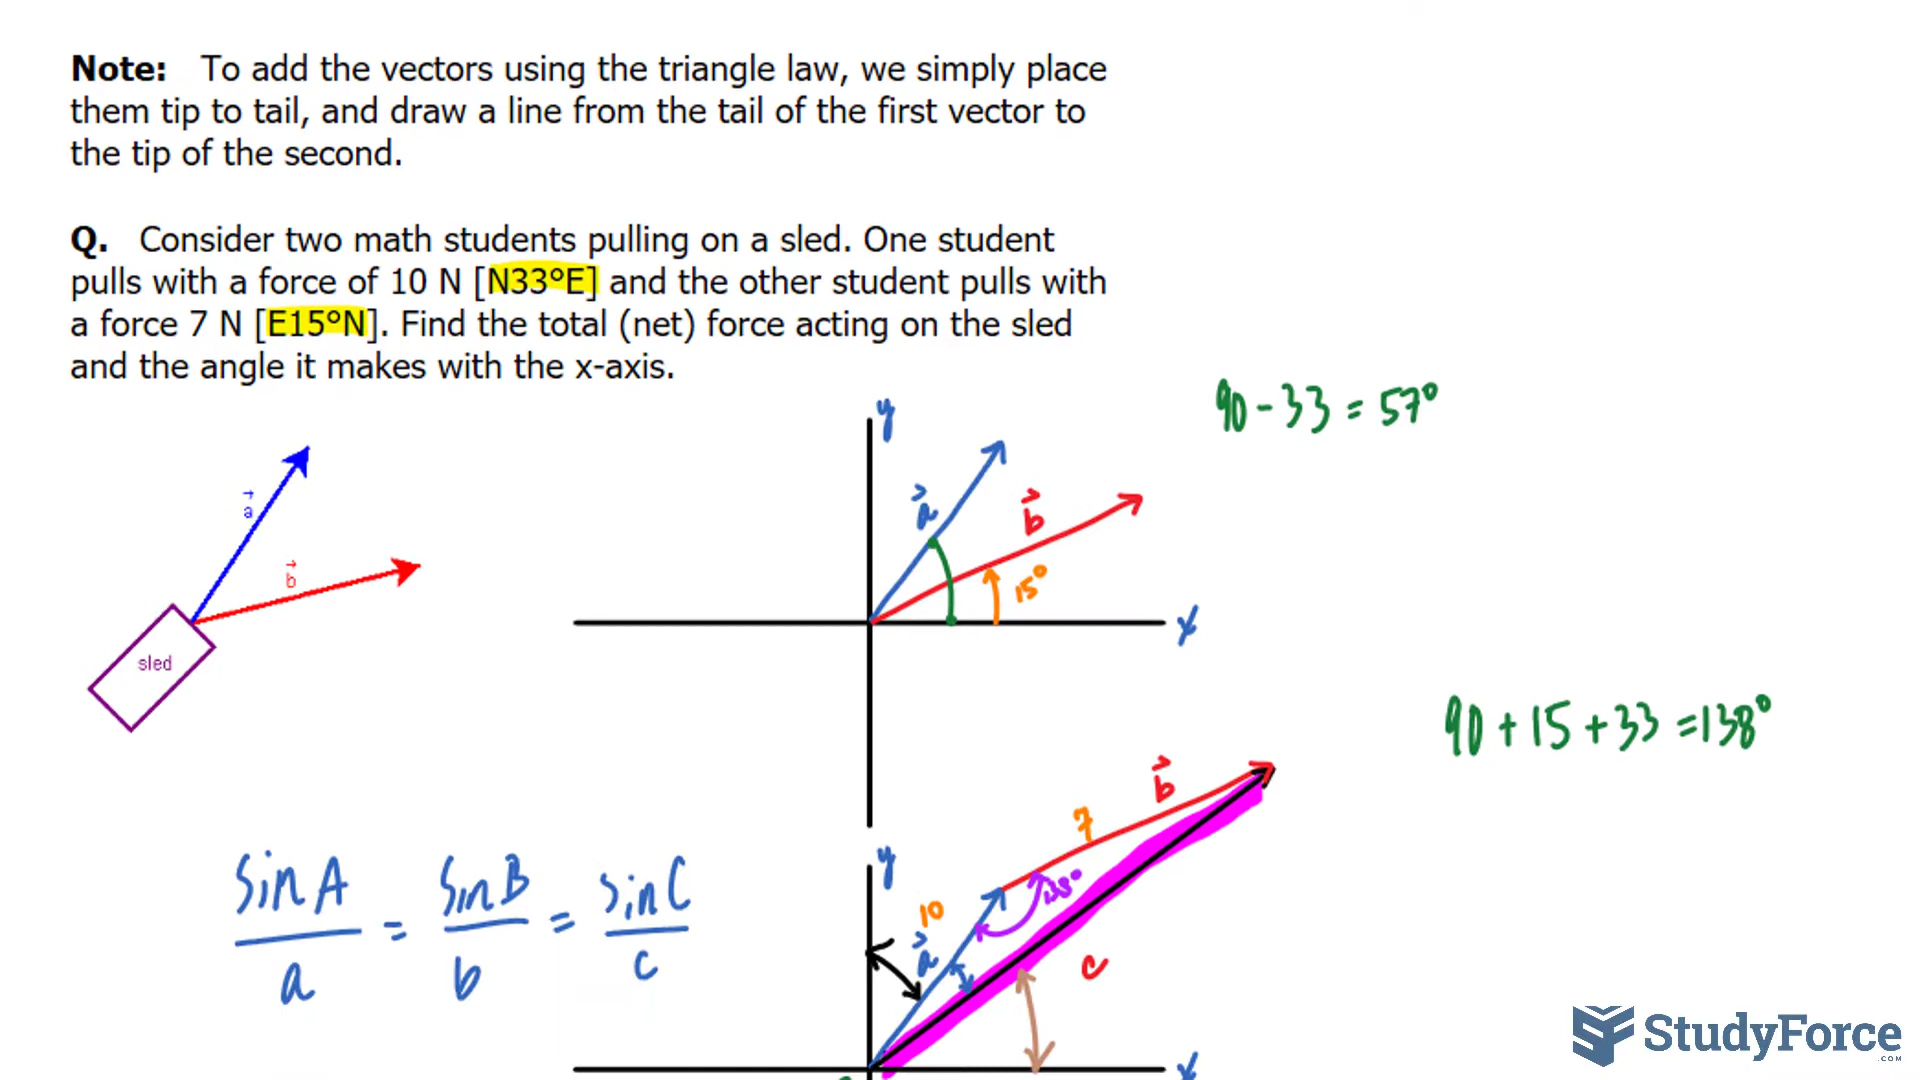 Note: To add the vectors using the triangle law, we simply place
them tip to tail, and draw a line from the tail of the first vector to
the tip of the second.
Q. Consider two math students pulling on a sled. One student
pulls with a force of 10 N [N33°E] and the other student pulls with
a force 7 N [E15°N]. Find the total (net) force acting on the sled
and the angle it makes with the x-axis.
90 - 33 = 57°
y
a
b
15°
x
a
b
sled
90 + 15 + 33 = 138°
b
7
y
138°
10
a
c
sin A = sin B = sin C
a b c
x
StudyForce
.COM